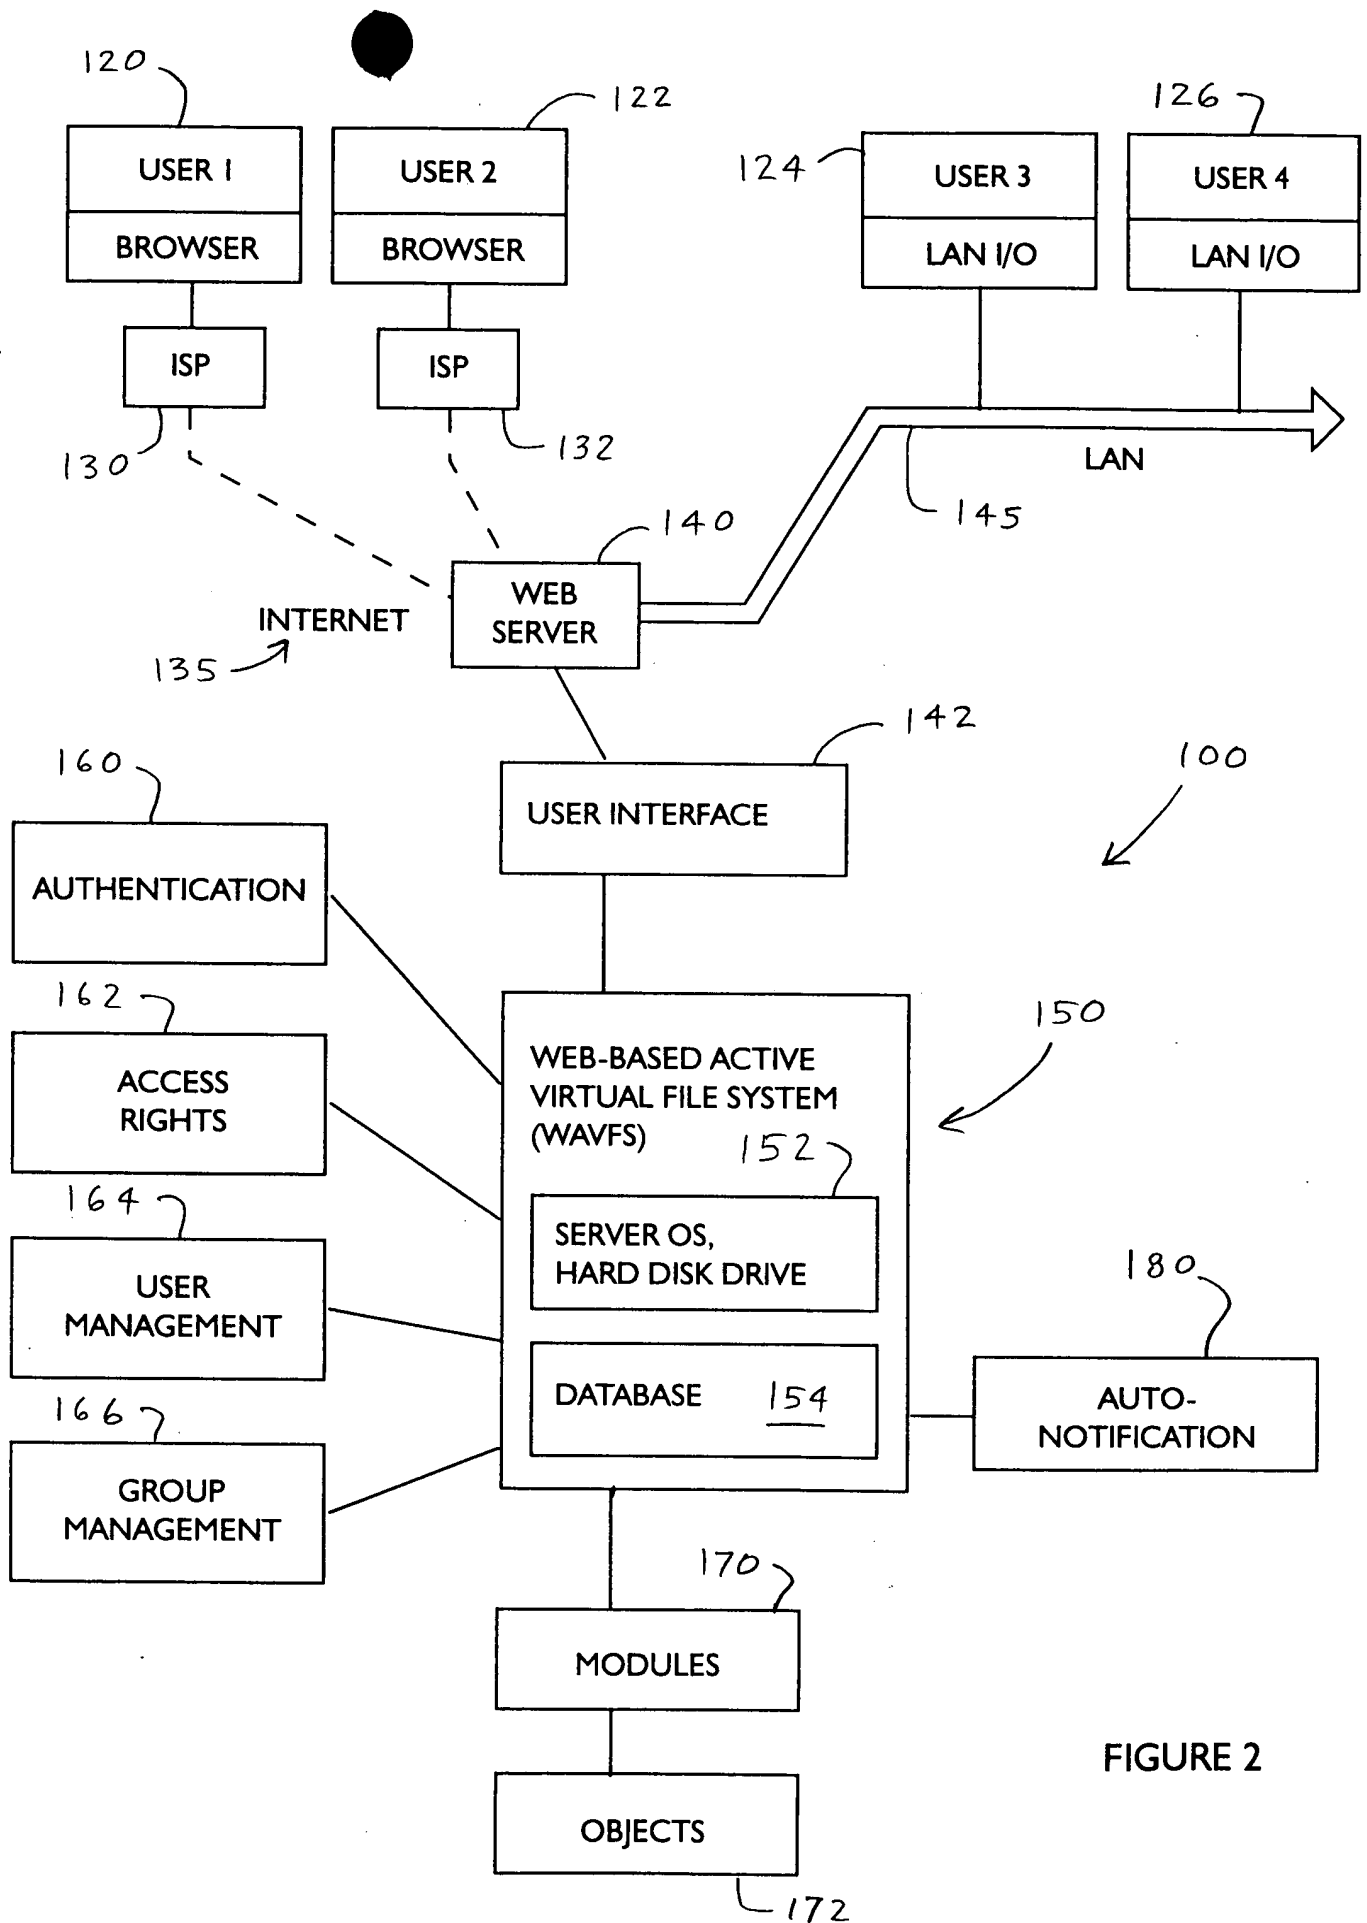 120
122
126
124
USER 1
USER 2
USER 3
USER 4
BROWSER
BROWSER
LAN I/O
LAN I/O
ISP
ISP
130
132
LAN
145
140
WEB
SERVER
INTERNET
135
142
100
160
USER INTERFACE
AUTHENTICATION
162
150
ACCESS
RIGHTS
WEB-BASED ACTIVE
VIRTUAL FILE SYSTEM
(WAVFS)
152
164
SERVER OS,
HARD DISK DRIVE
180
USER
MANAGEMENT
DATABASE 154
AUTO-
NOTIFICATION
166
GROUP
MANAGEMENT
170
MODULES
FIGURE 2
OBJECTS
172